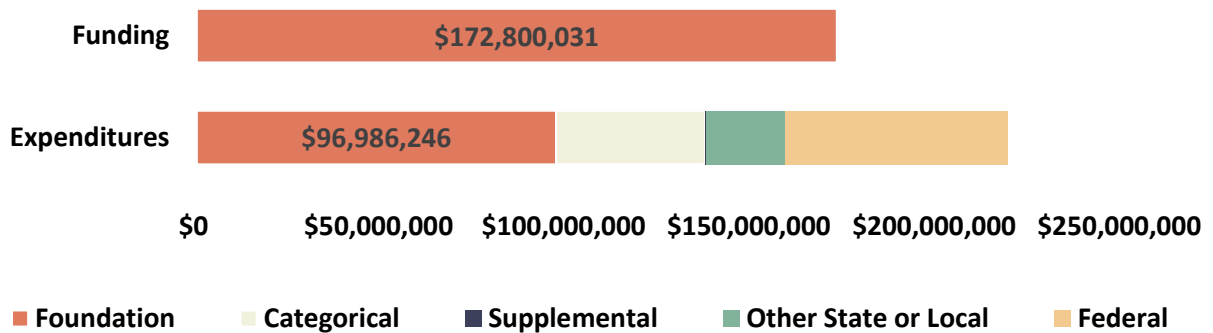 Funding
$172,800,031
Expenditures
$96,986,246
$0 $50,000,000 $100,000,000 $150,000,000 $200,000,000 $250,000,000
Foundation Categorical Supplemental Other State or Local Federal